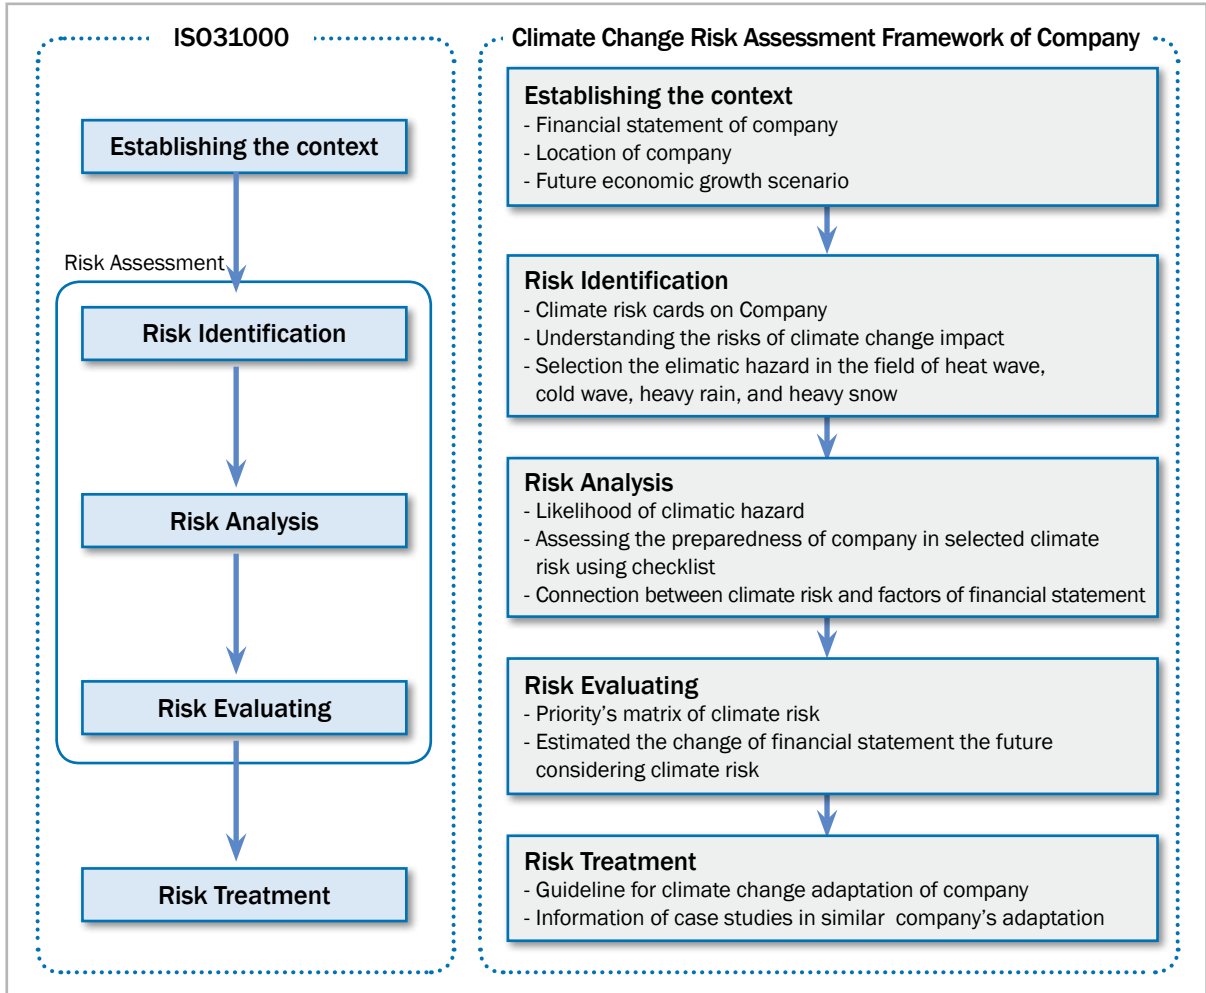 ISO31000
Establishing the context
Risk Assessment
Risk Identification
Risk Analysis
Risk Evaluating
Risk Treatment
Climate Change Risk Assessment Framework of Company
Establishing the context
- Financial statement of company
- Location of company
- Future economic growth scenario
Risk Identification
- Climate risk cards on Company
- Understanding the risks of climate change impact
- Selection the elimatic hazard in the field of heat wave,
cold wave, heavy rain, and heavy snow
Risk Analysis
- Likelihood of climatic hazard
- Assessing the preparedness of company in selected climate
risk using checklist
- Connection between climate risk and factors of financial statement
Risk Evaluating
- Priority's matrix of climate risk
- Estimated the change of financial statement the future
considering climate risk
Risk Treatment
- Guideline for climate change adaptation of company
- Information of case studies in similar company's adaptation